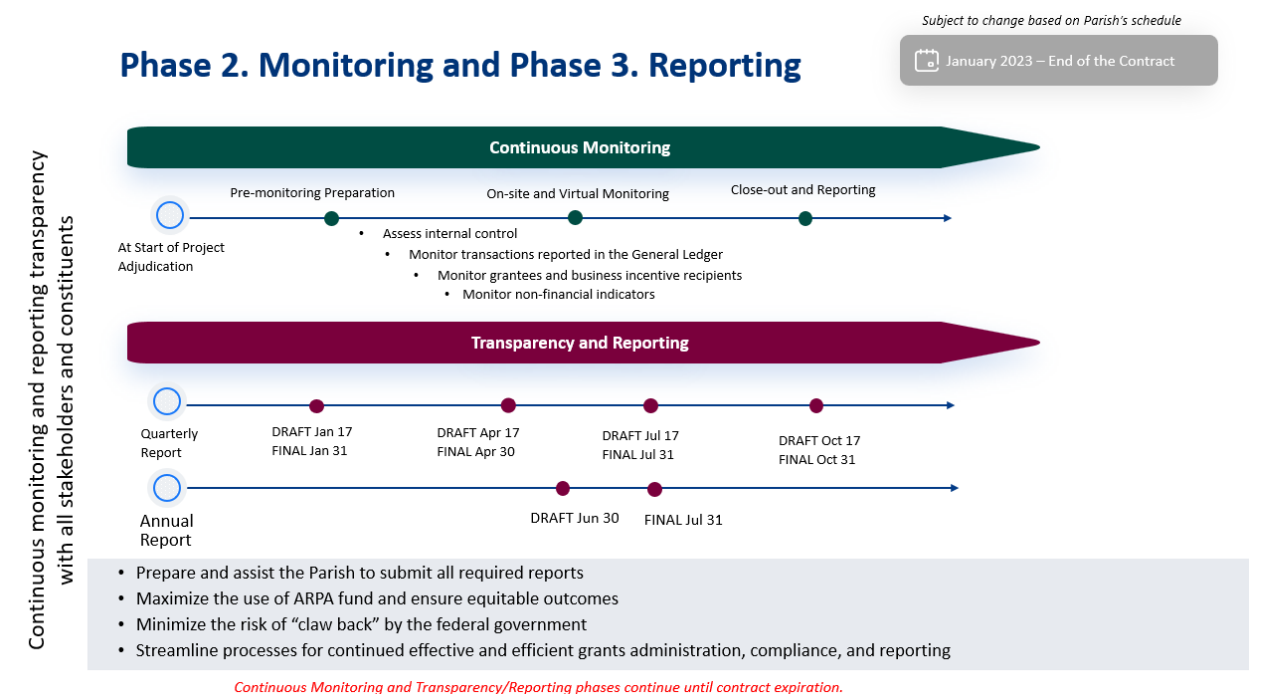 Subject to change based on Parish's schedule
Phase 2. Monitoring and Phase 3. Reporting
January 2023 – End of the Contract
Continuous monitoring and reporting transparency
with all stakeholders and constituents
Continuous Monitoring
Pre-monitoring Preparation
On-site and Virtual Monitoring
Close-out and Reporting
At Start of Project
Adjudication
• Assess internal control
• Monitor transactions reported in the General Ledger
• Monitor grantees and business incentive recipients
• Monitor non-financial indicators
Transparency and Reporting
Quarterly
Report
DRAFT Jan 17
FINAL Jan 31
DRAFT Apr 17
FINAL Apr 30
DRAFT Jul 17
FINAL Jul 31
DRAFT Oct 17
FINAL Oct 31
Annual
Report
DRAFT Jun 30
FINAL Jul 31
• Prepare and assist the Parish to submit all required reports
• Maximize the use of ARPA fund and ensure equitable outcomes
• Minimize the risk of “claw back” by the federal government
• Streamline processes for continued effective and efficient grants administration, compliance, and reporting
Continuous Monitoring and Transparency/Reporting phases continue until contract expiration.